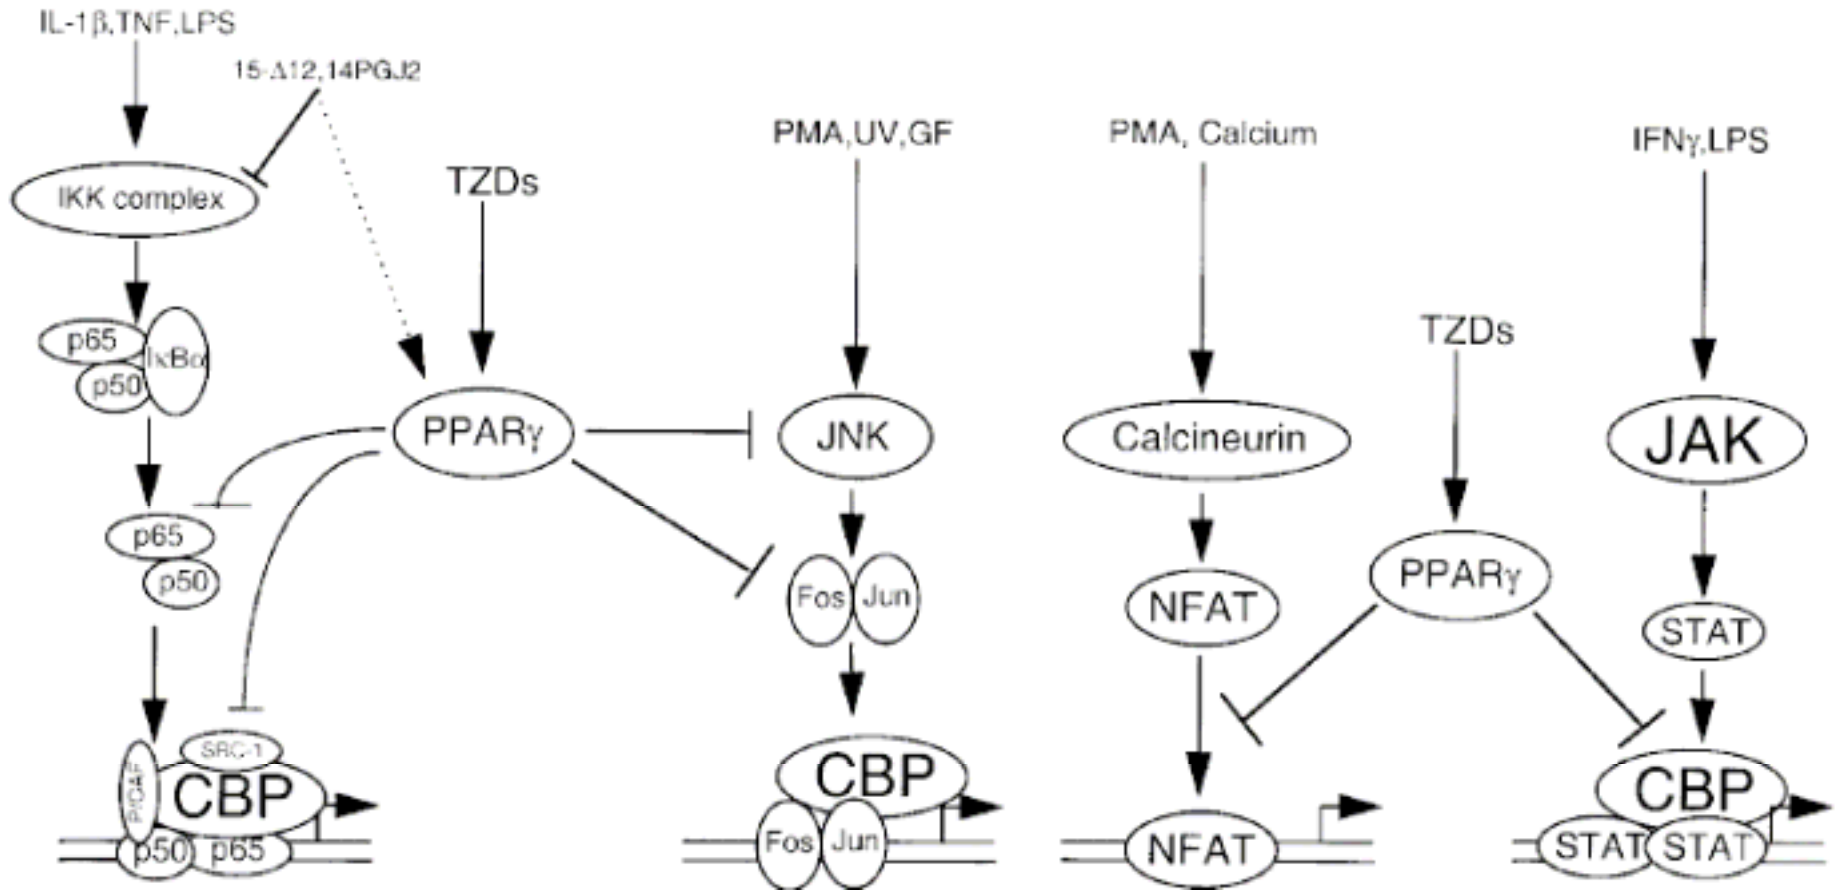 IL-1β,TNF,LPS
15-Δ12,14PGJ2
PMA,UV,GF
PMA, Calcium
IFNγ,LPS
TZDs
IKK complex
TZDs
p65
IκBα
p50
PPARγ
JNK
Calcineurin
JAK
p65
p50
Fos
Jun
NFAT
PPARγ
STAT
SRC-1
P/CAF
CBP
CBP
CBP
p50
p65
Fos
Jun
NFAT
STAT
STAT